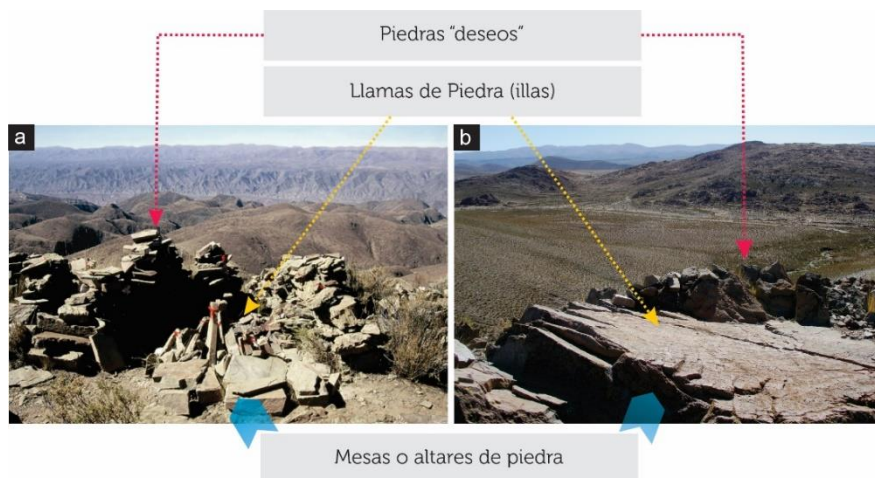 Piedras “deseos“
Llamas de Piedra (illas)
a
b
Mesas o altares de piedra